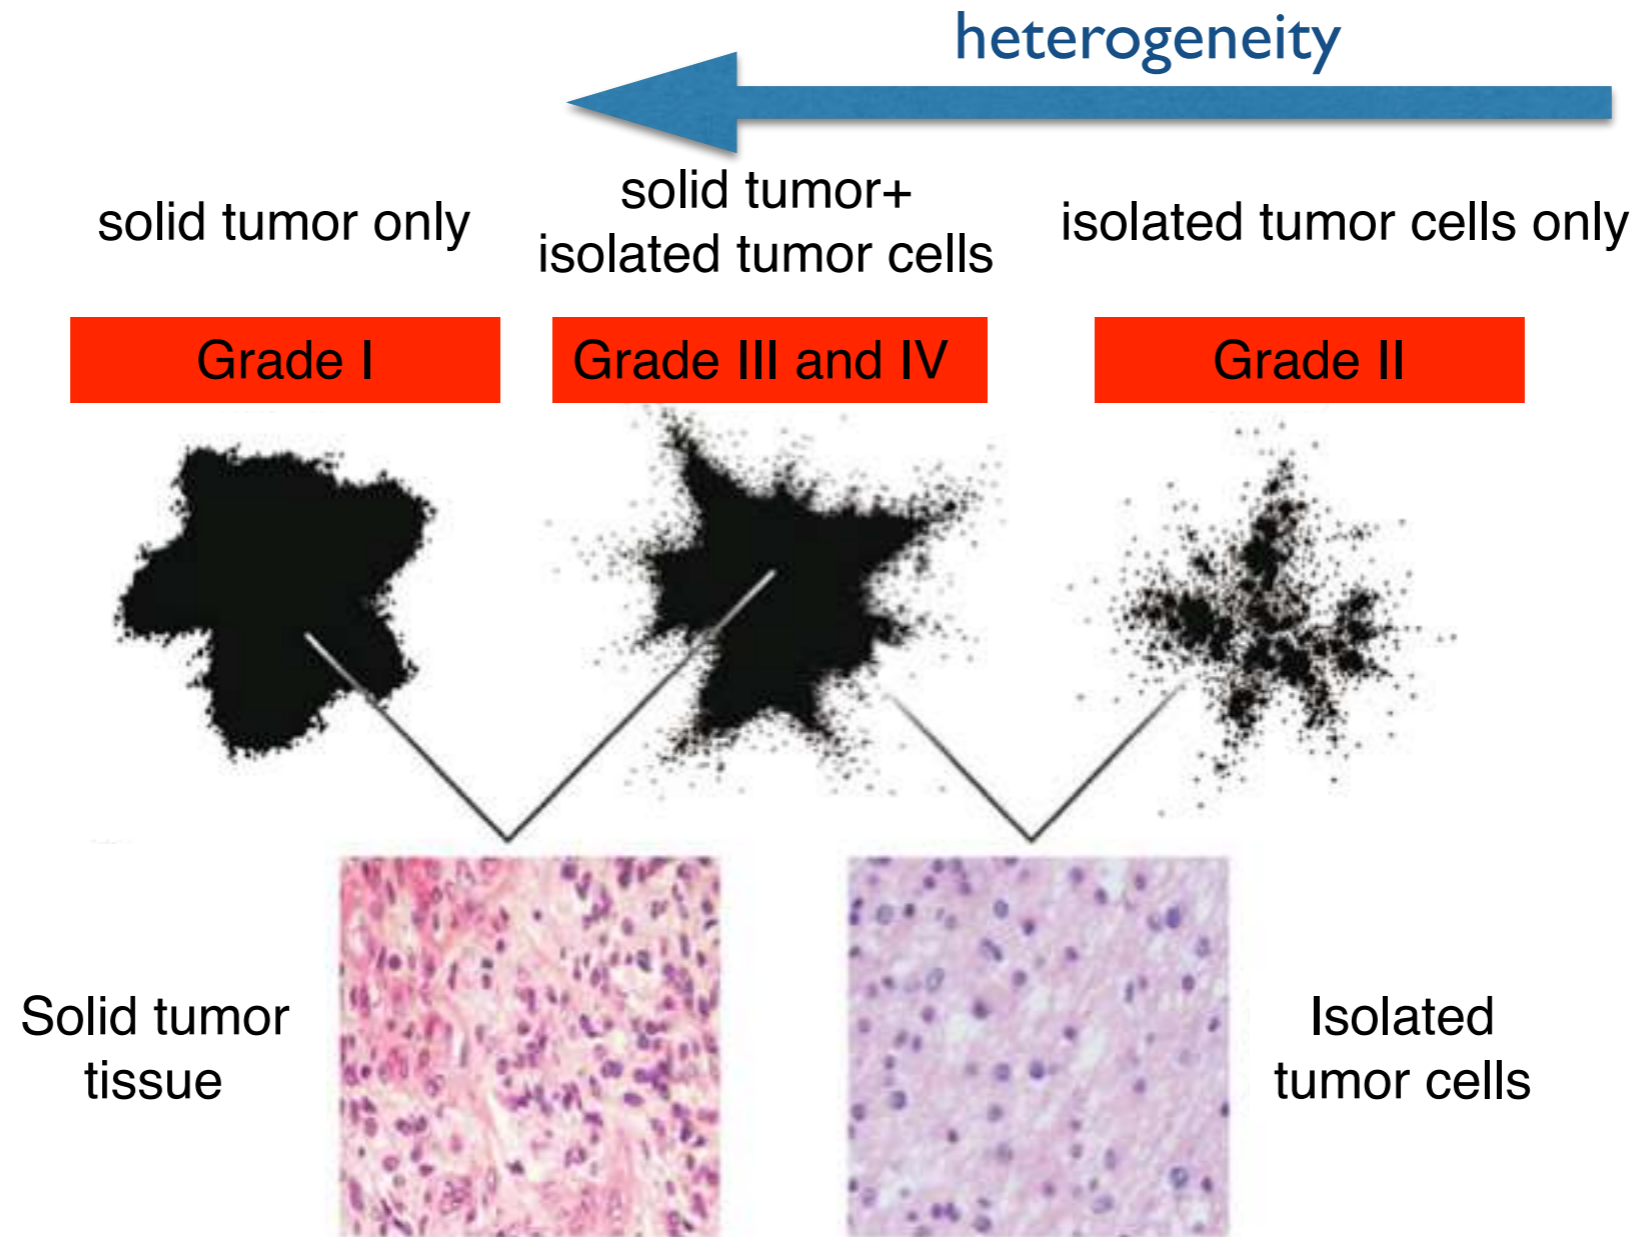 heterogeneity
solid tumor only
solid tumor+
isolated tumor cells
isolated tumor cells only
Grade I
Grade III and IV
Grade II
Solid tumor
tissue
Isolated
tumor cells